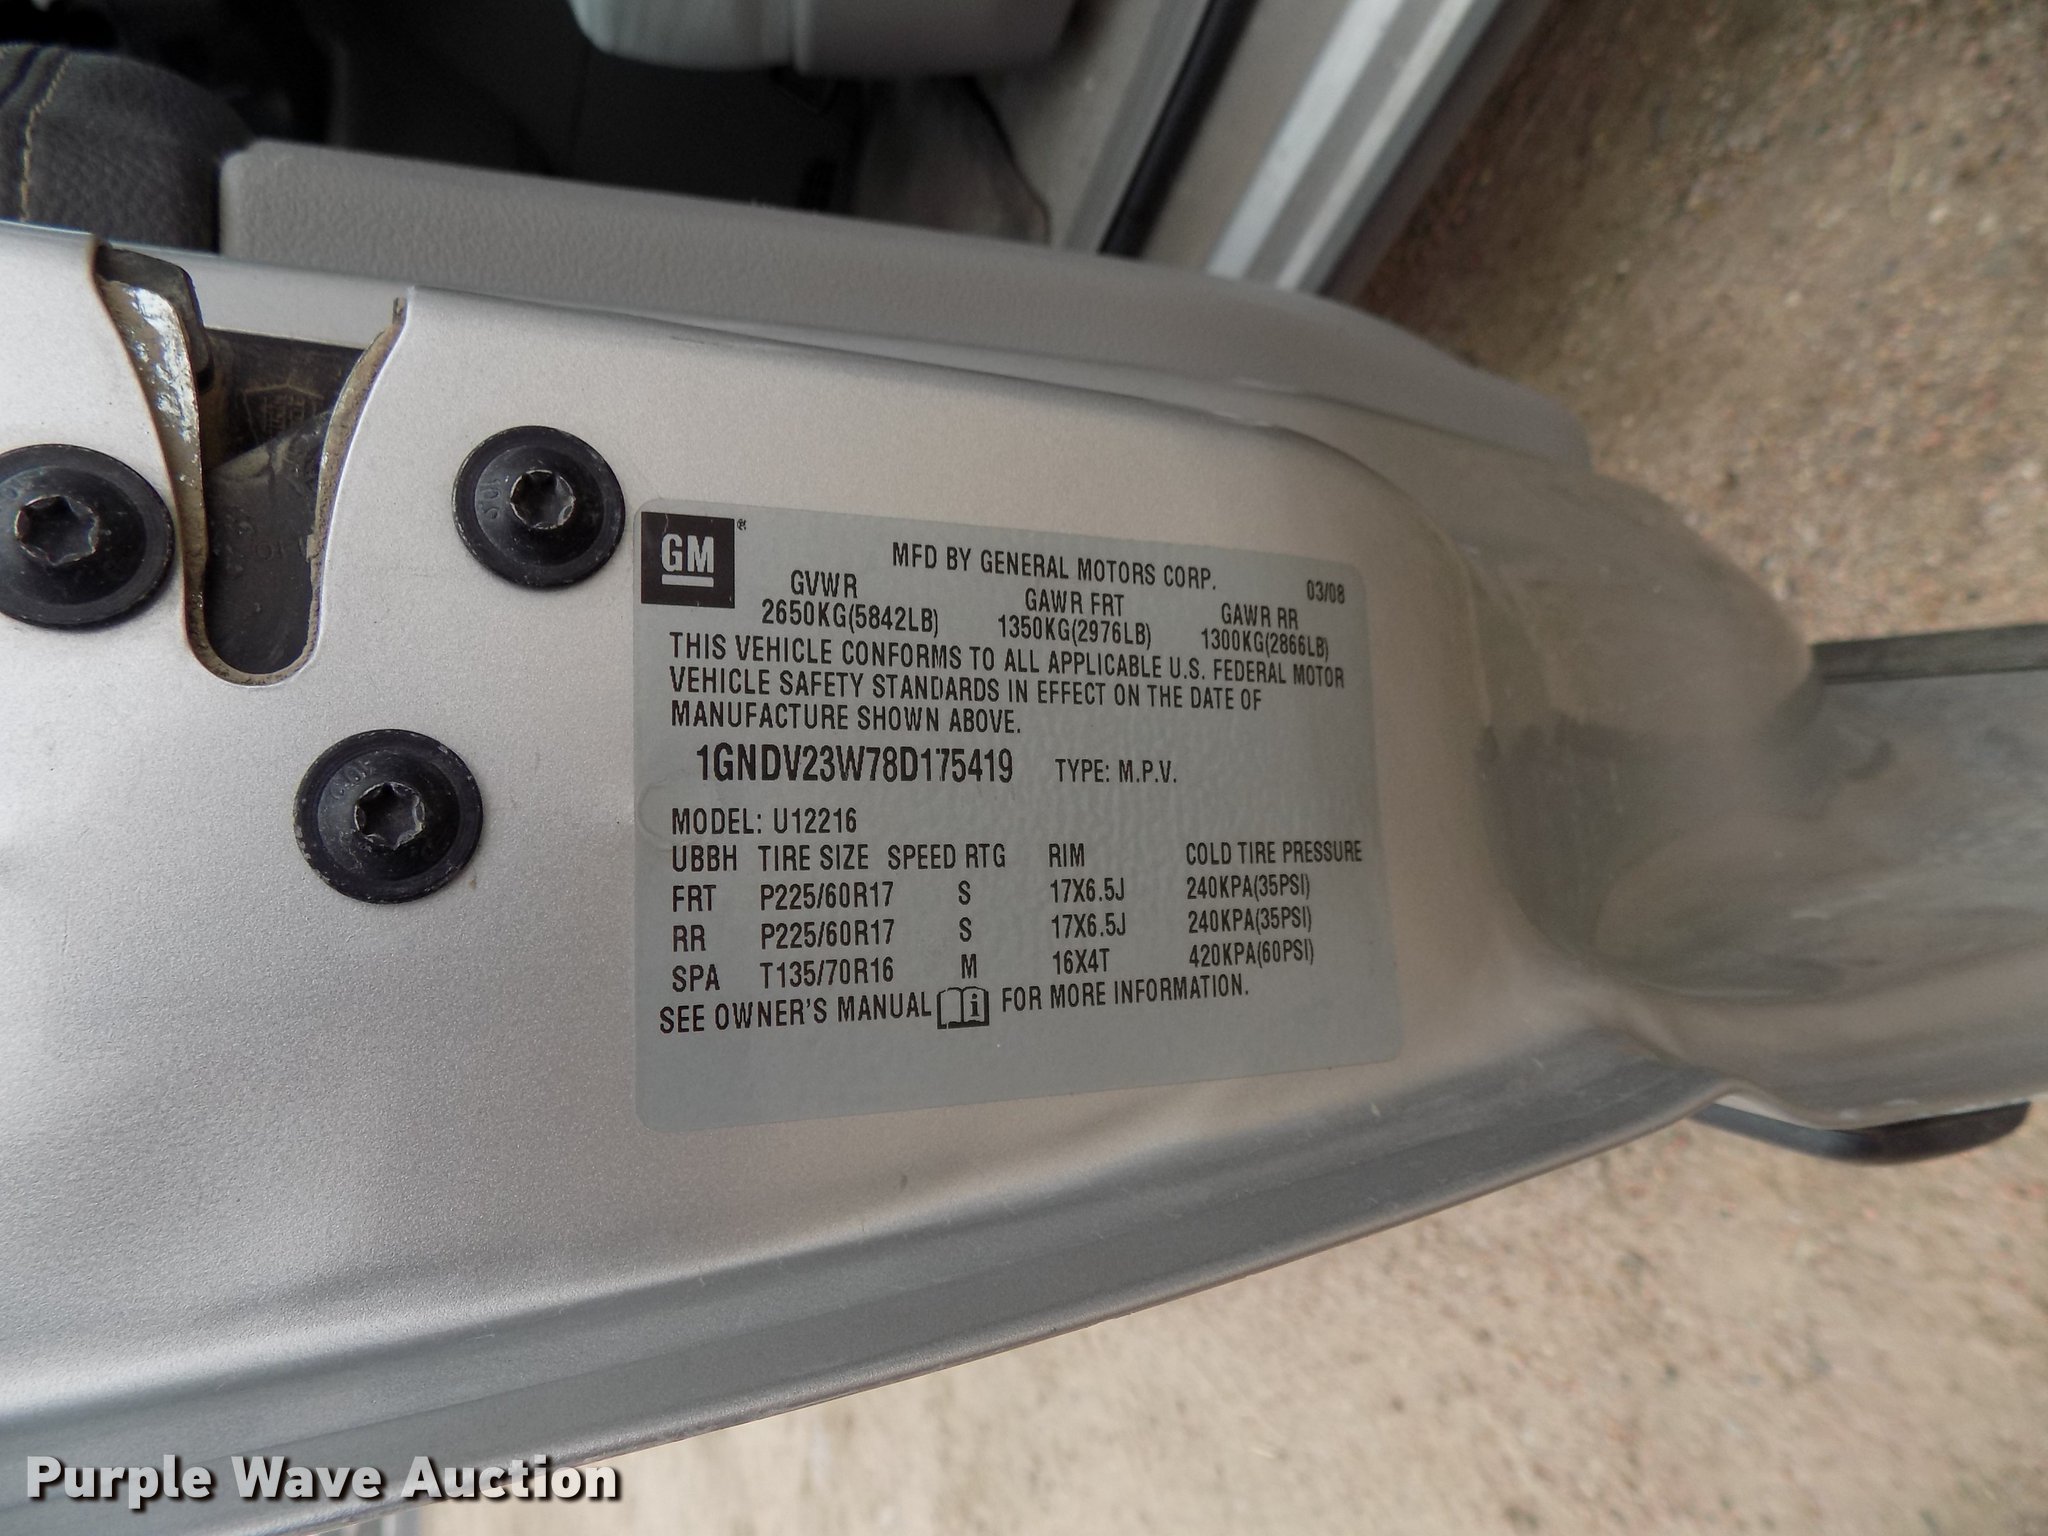 GM®
MFD BY GENERAL MOTORS CORP. 03/08
GVWR GAWR FRT GAWR RR
2650KG(5842LB) 1350KG(2976LB) 1300KG(2866LB)
THIS VEHICLE CONFORMS TO ALL APPLICABLE U.S. FEDERAL MOTOR
VEHICLE SAFETY STANDARDS IN EFFECT ON THE DATE OF
MANUFACTURE SHOWN ABOVE.
1GNDV23W78D175419 TYPE: M.P.V.
MODEL: U12216
UBBH TIRE SIZE SPEED RTG RIM COLD TIRE PRESSURE
FRT P225/60R17 S 17X6.5J 240KPA(35PSI)
RR P225/60R17 S 17X6.5J 240KPA(35PSI)
SPA T135/70R16 M 16X4T 420KPA(60PSI)
SEE OWNER'S MANUAL i FOR MORE INFORMATION.
Purple Wave Auction